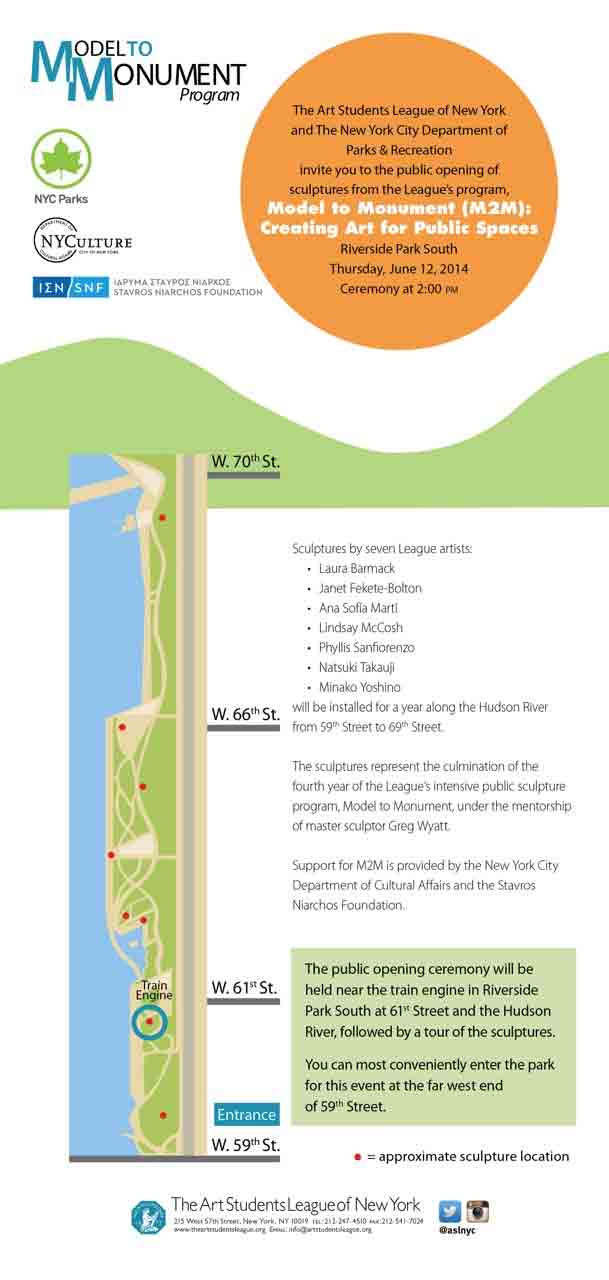 MODEL TO
MONUMENT
Program
NYC Parks
DEPARTMENT OF
CULTURAL AFFAIRS
NYCULTURE
CITY OF NEW YORK
ΙΣΝ/SNF
ΙΔΡΥΜΑ ΣΤΑΥΡΟΣ ΝΙΑΡΧΟΣ
STAVROS NIARCHOS FOUNDATION
The Art Students League of New York
and The New York City Department of
Parks & Recreation
invite you to the public opening of
sculptures from the League's program,
Model to Monument (M2M):
Creating Art for Public Spaces
Riverside Park South
Thursday, June 12, 2014
Ceremony at 2:00 PM
W. 70th St.
W. 66th St.
Train
Engine
W. 61st St.
Entrance
W. 59th St.
Sculptures by seven League artists:
• Laura Barmack
• Janet Fekete-Bolton
• Ana Sofía Martí
• Lindsay McCosh
• Phyllis Sanfiorenzo
• Natsuki Takauji
• Minako Yoshino
will be installed for a year along the Hudson River
from 59th Street to 69th Street.
The sculptures represent the culmination of the
fourth year of the League's intensive public sculpture
program, Model to Monument, under the mentorship
of master sculptor Greg Wyatt.
Support for M2M is provided by the New York City
Department of Cultural Affairs and the Stavros
Niarchos Foundation.
The public opening ceremony will be
held near the train engine in Riverside
Park South at 61st Street and the Hudson
River, followed by a tour of the sculptures.
You can most conveniently enter the park
for this event at the far west end
of 59th Street.
= approximate sculpture location
The Art Students League of New York
215 West 57th Street, New York, NY 10019 TEL: 212-247-4510 FAX: 212-541-7024
www.theartstudentsleague.org EMAIL: info@artstudentsleague.org
@aslnyc